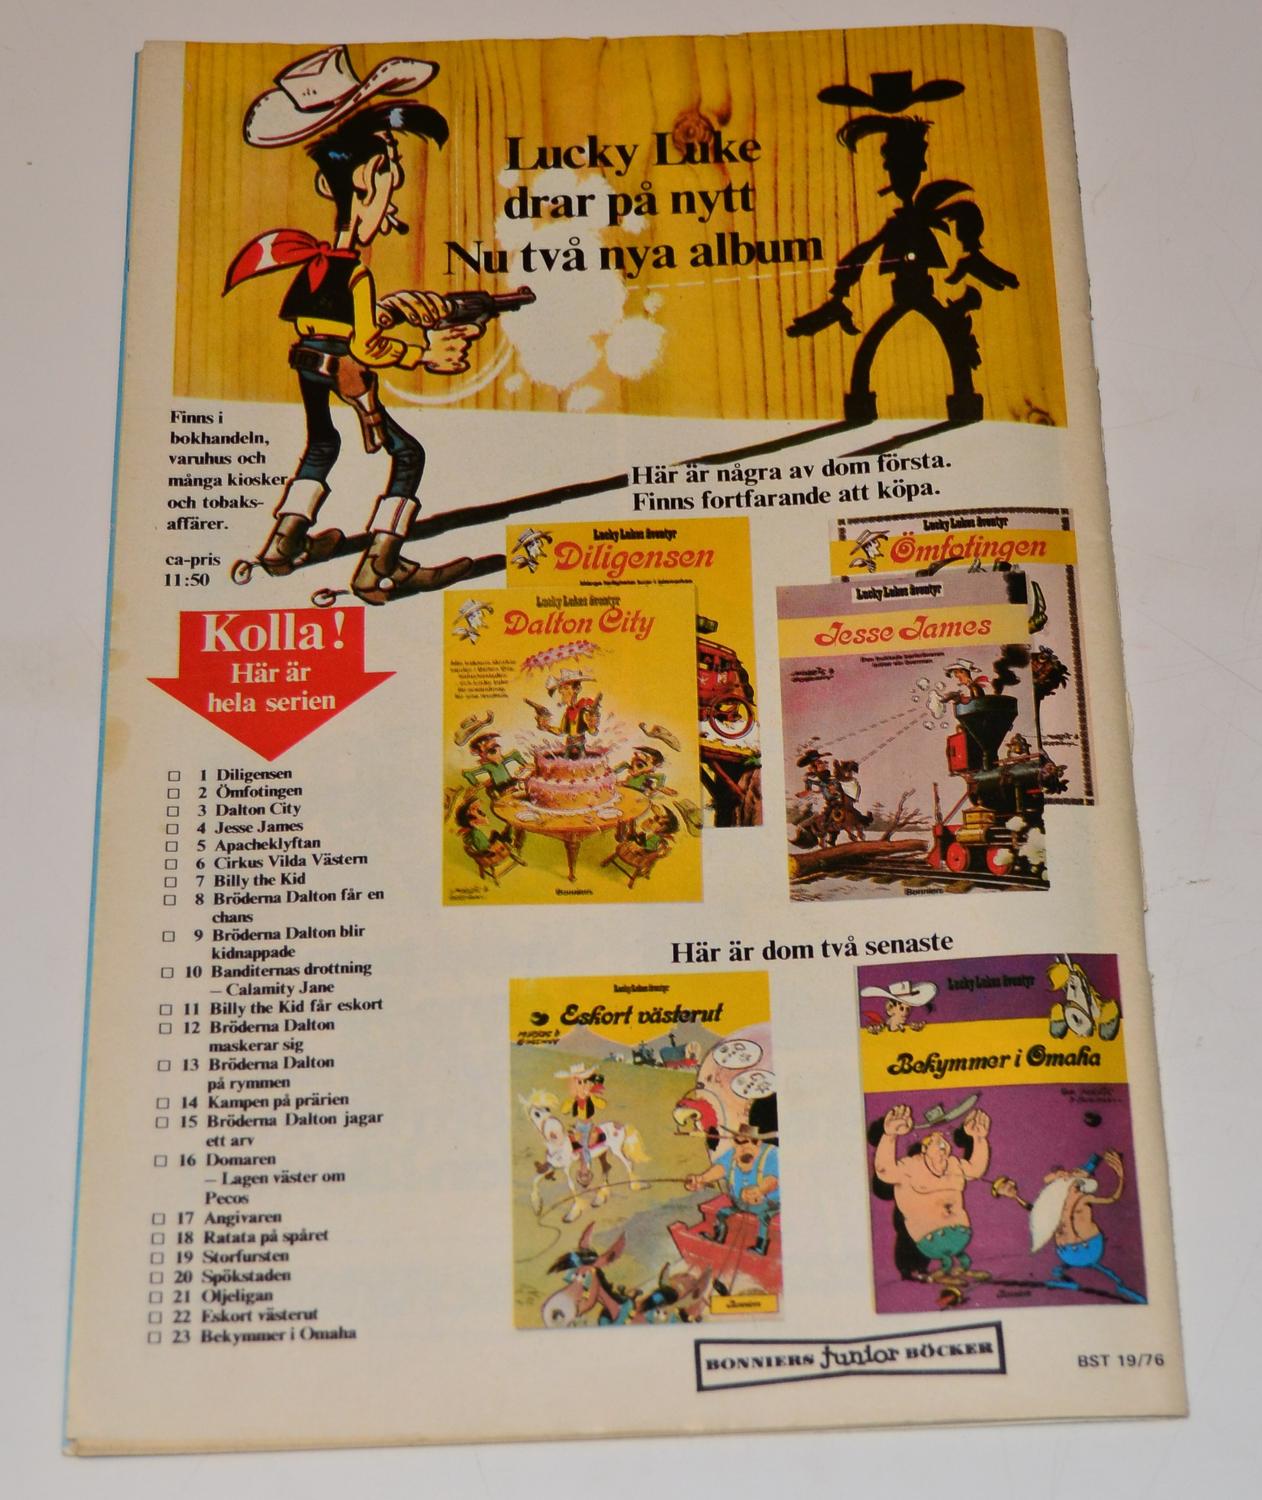 Lucky Luke
drar på nytt
Nu två nya album
Finns i
bokhandeln,
varuhus och
många kiosker
och tobaks-
affärer.
ca-pris
11:50
Här är några av dom första.
Finns fortfarande att köpa.
Lucky Lukes äventyr
Diligensen
Lucky Lukes äventyr
Dalton City
Bonniers
Lucky Lukes äventyr
Ömfotingen
Lucky Lukes äventyr
Jesse James
Bonniers
Kolla!
Här är
hela serien
1 Diligensen
2 Ömfotingen
3 Dalton City
4 Jesse James
5 Apacheklyftan
6 Cirkus Vilda Västern
7 Billy the Kid
8 Bröderna Dalton får en
chans
9 Bröderna Dalton blir
kidnappade
10 Banditernas drottning
– Calamity Jane
11 Billy the Kid får eskort
12 Bröderna Dalton
maskerar sig
13 Bröderna Dalton
på rymmen
14 Kampen på prärien
15 Bröderna Dalton jagar
ett arv
16 Domaren
– Lagen väster om
Pecos
17 Angivaren
18 Ratata på spåret
19 Storfursten
20 Spökstaden
21 Oljeligan
22 Eskort västerut
23 Bekymmer i Omaha
Här är dom två senaste
Lucky Lukes äventyr
Eskort västerut
Bonniers
Lucky Lukes äventyr
Bekymmer i Omaha
Bonniers
BONNIERS junior BÖCKER
BST 19/76